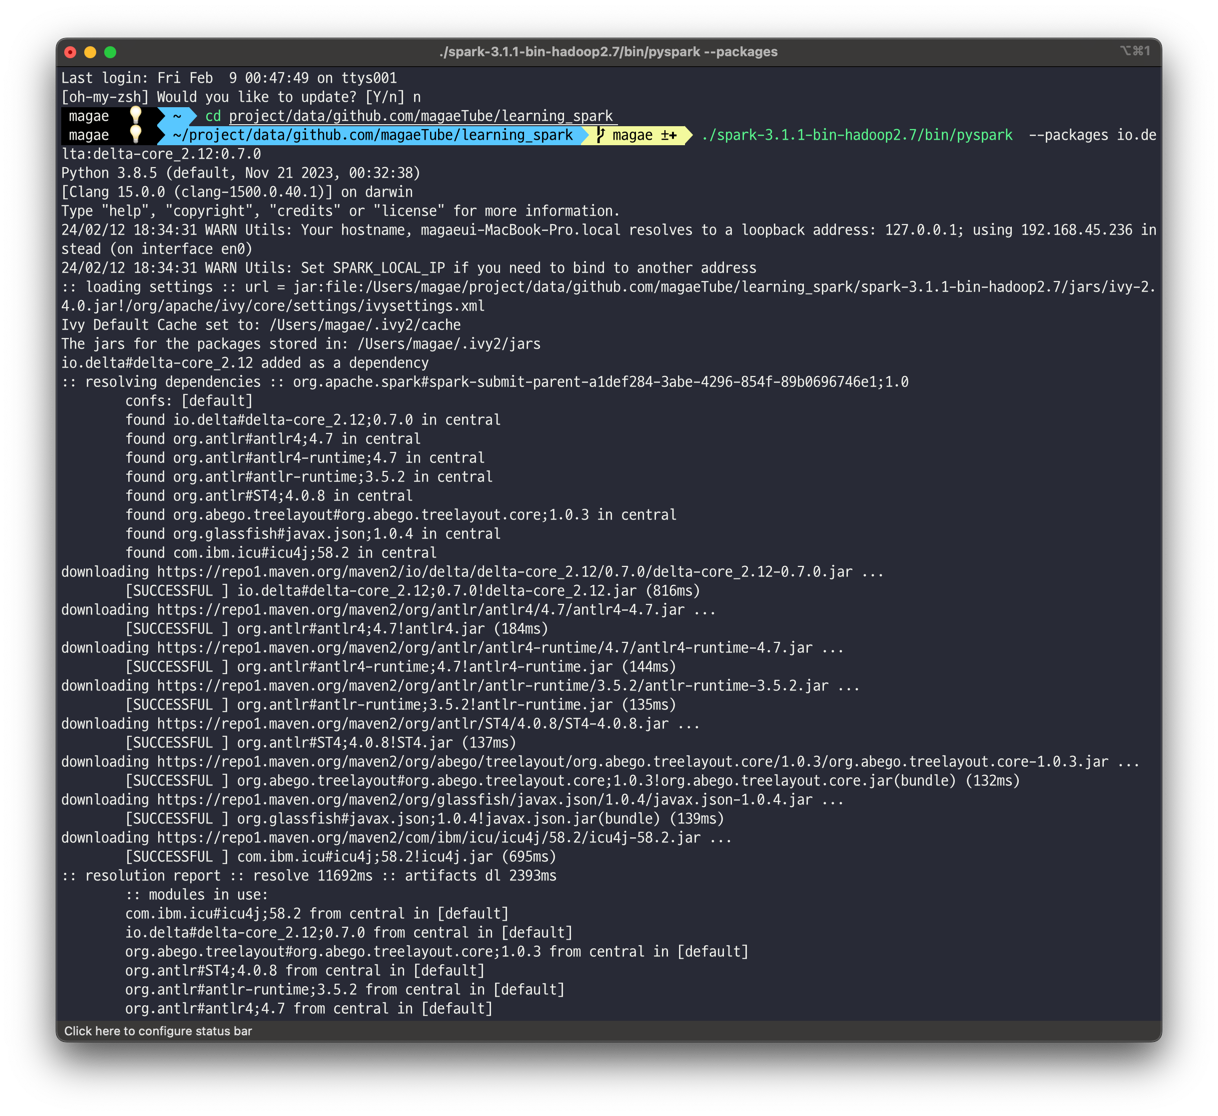 ./spark-3.1.1-bin-hadoop2.7/bin/pyspark --packages
⌥⌘1
Last login: Fri Feb  9 00:47:49 on ttys001
[oh-my-zsh] Would you like to update? [Y/n] n
magae 💡 ~ cd project/data/github.com/magaeTube/learning_spark
magae 💡 ~/project/data/github.com/magaeTube/learning_spark magae ±+ ./spark-3.1.1-bin-hadoop2.7/bin/pyspark  --packages io.de
lta:delta-core_2.12:0.7.0
Python 3.8.5 (default, Nov 21 2023, 00:32:38)
[Clang 15.0.0 (clang-1500.0.40.1)] on darwin
Type "help", "copyright", "credits" or "license" for more information.
24/02/12 18:34:31 WARN Utils: Your hostname, magaeui-MacBook-Pro.local resolves to a loopback address: 127.0.0.1; using 192.168.45.236 in
stead (on interface en0)
24/02/12 18:34:31 WARN Utils: Set SPARK_LOCAL_IP if you need to bind to another address
:: loading settings :: url = jar:file:/Users/magae/project/data/github.com/magaeTube/learning_spark/spark-3.1.1-bin-hadoop2.7/jars/ivy-2.
4.0.jar!/org/apache/ivy/core/settings/ivysettings.xml
Ivy Default Cache set to: /Users/magae/.ivy2/cache
The jars for the packages stored in: /Users/magae/.ivy2/jars
io.delta#delta-core_2.12 added as a dependency
:: resolving dependencies :: org.apache.spark#spark-submit-parent-a1def284-3abe-4296-854f-89b0696746e1;1.0
confs: [default]
found io.delta#delta-core_2.12;0.7.0 in central
found org.antlr#antlr4;4.7 in central
found org.antlr#antlr4-runtime;4.7 in central
found org.antlr#antlr-runtime;3.5.2 in central
found org.antlr#ST4;4.0.8 in central
found org.abego.treelayout#org.abego.treelayout.core;1.0.3 in central
found org.glassfish#javax.json;1.0.4 in central
found com.ibm.icu#icu4j;58.2 in central
downloading https://repo1.maven.org/maven2/io/delta/delta-core_2.12/0.7.0/delta-core_2.12-0.7.0.jar ...
[SUCCESSFUL ] io.delta#delta-core_2.12;0.7.0!delta-core_2.12.jar (816ms)
downloading https://repo1.maven.org/maven2/org/antlr/antlr4/4.7/antlr4-4.7.jar ...
[SUCCESSFUL ] org.antlr#antlr4;4.7!antlr4.jar (184ms)
downloading https://repo1.maven.org/maven2/org/antlr/antlr4-runtime/4.7/antlr4-runtime-4.7.jar ...
[SUCCESSFUL ] org.antlr#antlr4-runtime;4.7!antlr4-runtime.jar (144ms)
downloading https://repo1.maven.org/maven2/org/antlr/antlr-runtime/3.5.2/antlr-runtime-3.5.2.jar ...
[SUCCESSFUL ] org.antlr#antlr-runtime;3.5.2!antlr-runtime.jar (135ms)
downloading https://repo1.maven.org/maven2/org/antlr/ST4/4.0.8/ST4-4.0.8.jar ...
[SUCCESSFUL ] org.antlr#ST4;4.0.8!ST4.jar (137ms)
downloading https://repo1.maven.org/maven2/org/abego/treelayout/org.abego.treelayout.core/1.0.3/org.abego.treelayout.core-1.0.3.jar ...
[SUCCESSFUL ] org.abego.treelayout#org.abego.treelayout.core;1.0.3!org.abego.treelayout.core.jar(bundle) (132ms)
downloading https://repo1.maven.org/maven2/org/glassfish/javax.json/1.0.4/javax.json-1.0.4.jar ...
[SUCCESSFUL ] org.glassfish#javax.json;1.0.4!javax.json.jar(bundle) (139ms)
downloading https://repo1.maven.org/maven2/com/ibm/icu/icu4j/58.2/icu4j-58.2.jar ...
[SUCCESSFUL ] com.ibm.icu#icu4j;58.2!icu4j.jar (695ms)
:: resolution report :: resolve 11692ms :: artifacts dl 2393ms
:: modules in use:
com.ibm.icu#icu4j;58.2 from central in [default]
io.delta#delta-core_2.12;0.7.0 from central in [default]
org.abego.treelayout#org.abego.treelayout.core;1.0.3 from central in [default]
org.antlr#ST4;4.0.8 from central in [default]
org.antlr#antlr-runtime;3.5.2 from central in [default]
org.antlr#antlr4;4.7 from central in [default]
Click here to configure status bar